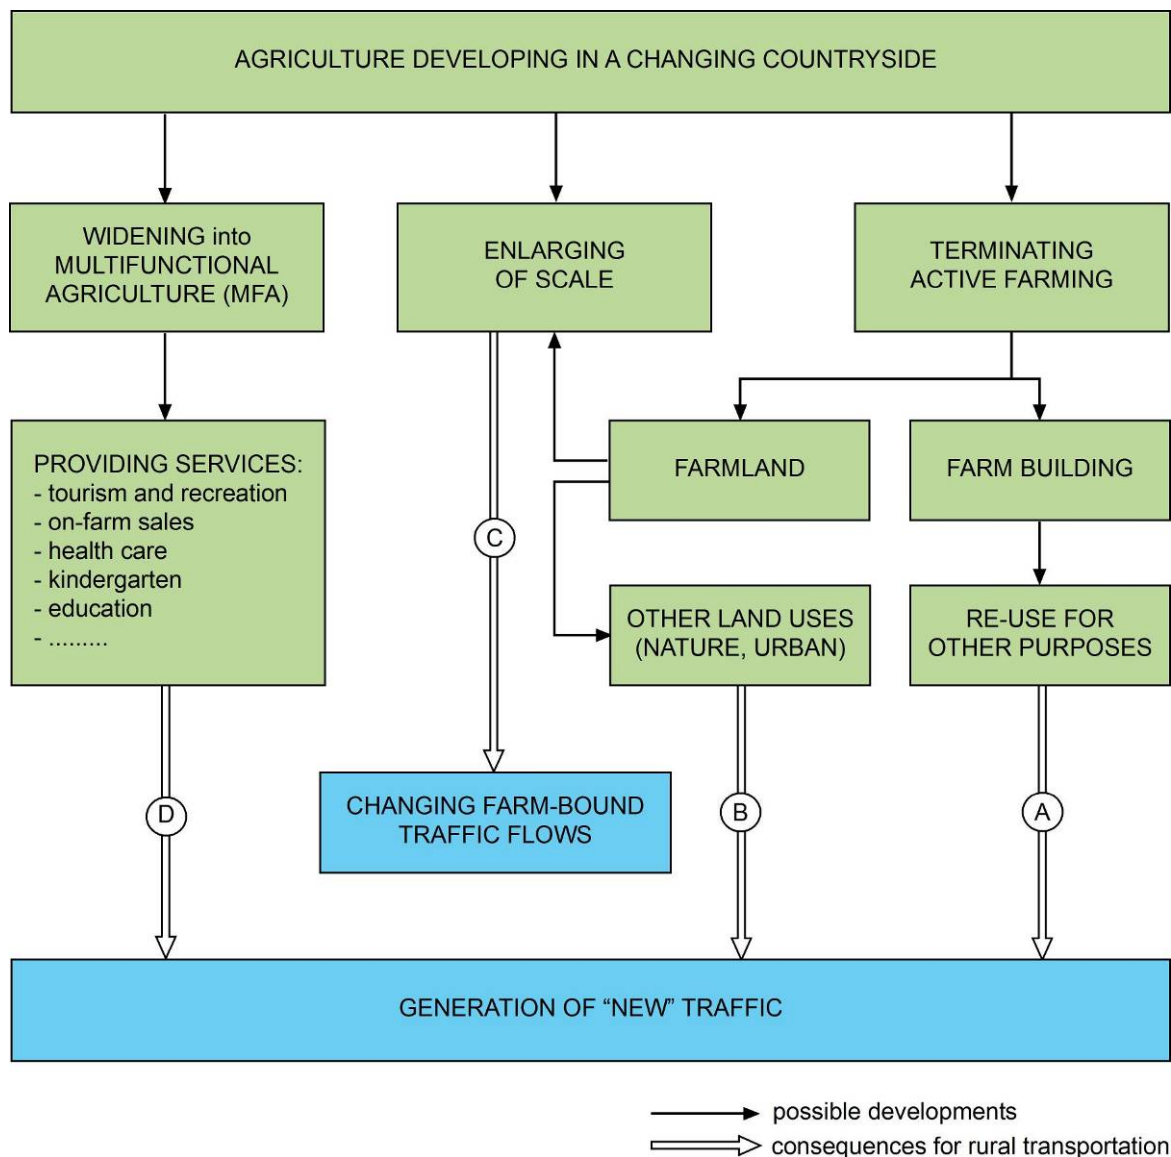 AGRICULTURE DEVELOPING IN A CHANGING COUNTRYSIDE
WIDENING into
MULTIFUNCTIONAL
AGRICULTURE (MFA)
ENLARGING
OF SCALE
TERMINATING
ACTIVE FARMING
PROVIDING SERVICES:
- tourism and recreation
- on-farm sales
- health care
- kindergarten
- education
- .........
FARMLAND
FARM BUILDING
C
OTHER LAND USES
(NATURE, URBAN)
RE-USE FOR
OTHER PURPOSES
CHANGING FARM-BOUND
TRAFFIC FLOWS
D
B
A
GENERATION OF “NEW” TRAFFIC
possible developments
consequences for rural transportation